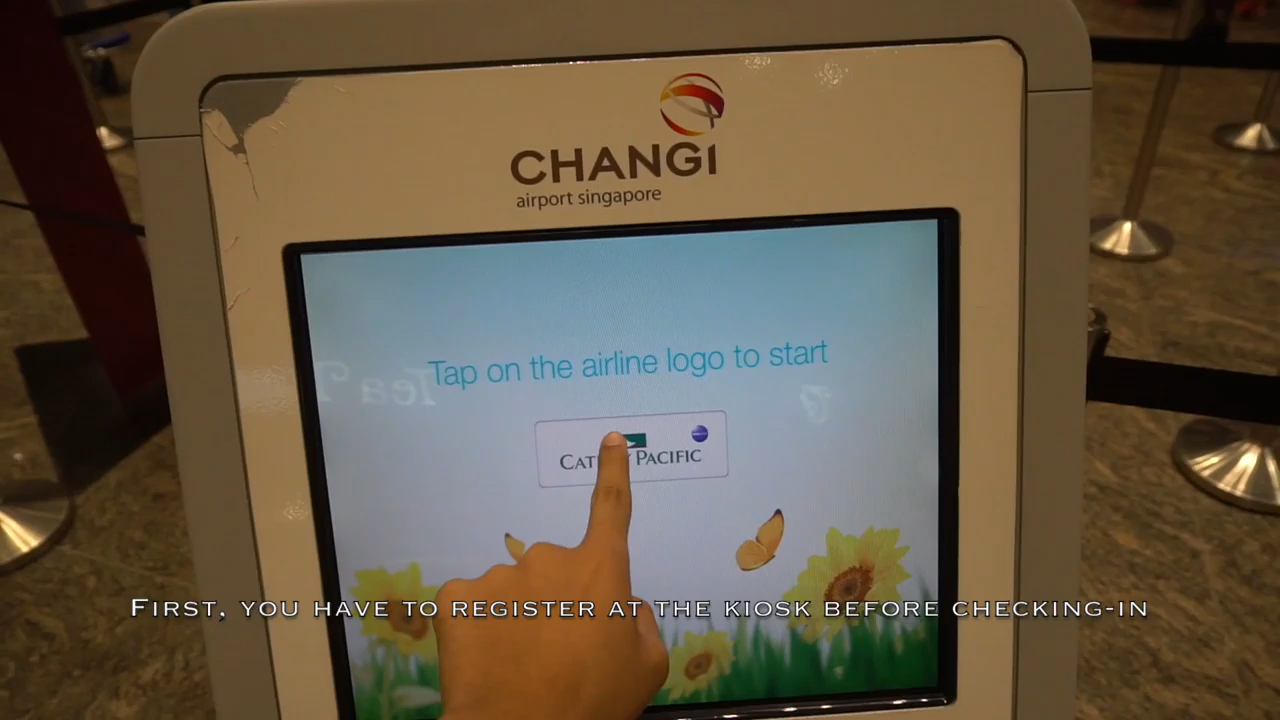 CHANGI
airport singapore
Tap on the airline logo to start
PACIFIC
FIRST, YOU HAVE TO REGISTER AT THE KIOSK BEFORE CHECKING-IN